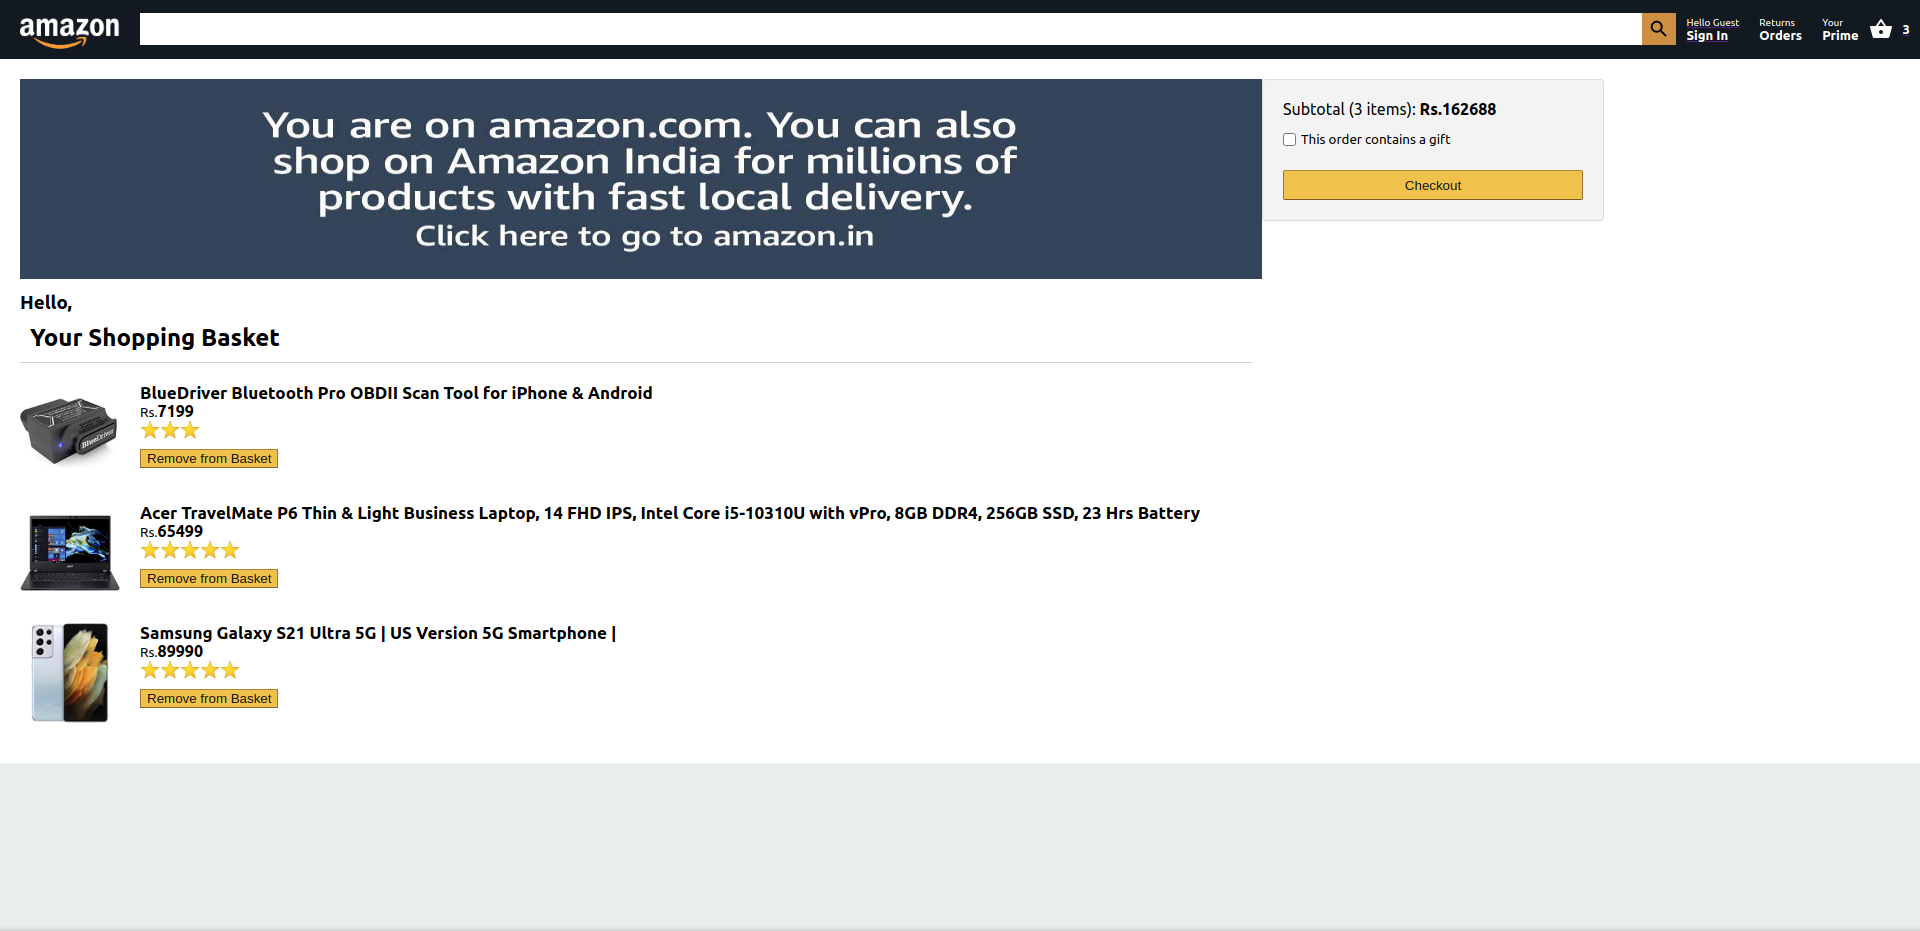 amazon
Hello Guest
Sign In
Returns
Orders
Your
Prime
3
You are on amazon.com. You can also
shop on Amazon India for millions of
products with fast local delivery.
Click here to go to amazon.in
Subtotal (3 items): Rs.162688
This order contains a gift
Checkout
Hello,
Your Shopping Basket
BlueDriver Bluetooth Pro OBDII Scan Tool for iPhone & Android
Rs.7199
Remove from Basket
BlueDriver
Acer TravelMate P6 Thin & Light Business Laptop, 14 FHD IPS, Intel Core i5-10310U with vPro, 8GB DDR4, 256GB SSD, 23 Hrs Battery
Rs.65499
Remove from Basket
Samsung Galaxy S21 Ultra 5G | US Version 5G Smartphone |
Rs.89990
Remove from Basket